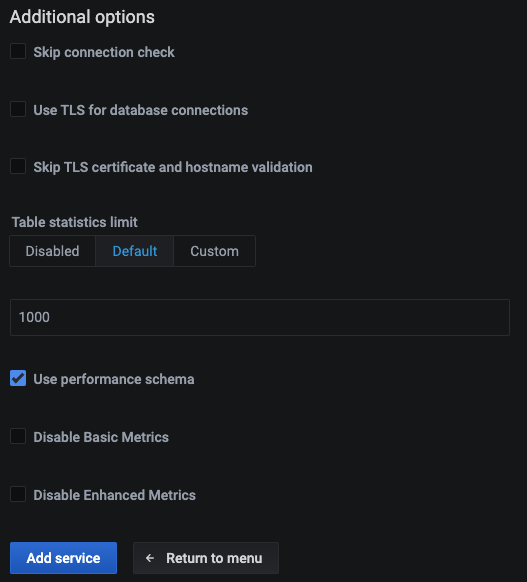 Additional options
Skip connection check
Use TLS for database connections
Skip TLS certificate and hostname validation
Table statistics limit
Disabled Default Custom
1000
Use performance schema
Disable Basic Metrics
Disable Enhanced Metrics
Add service ← Return to menu